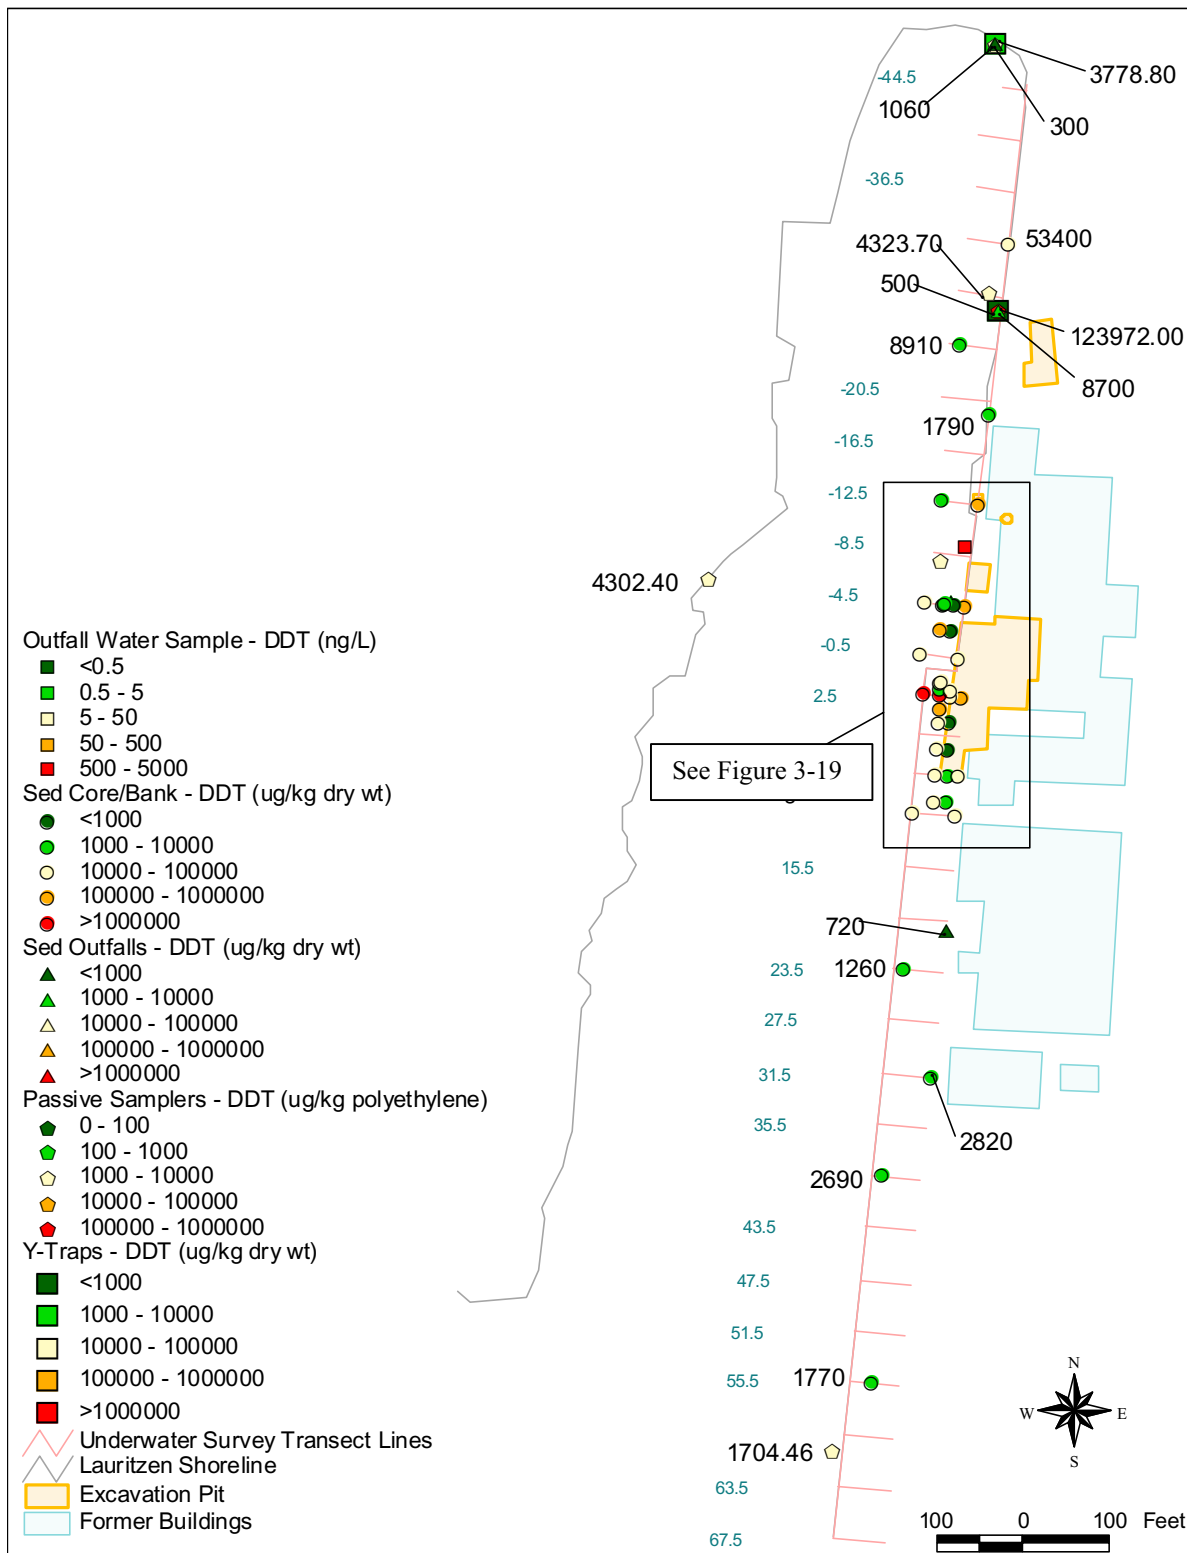 3778.80
-44.5
1060
300
-36.5
53400
4323.70
500
123972.00
8910
8700
-20.5
1790
-16.5
-12.5
-8.5
4302.40
-4.5
-0.5
2.5
See Figure 3-19
15.5
720
1260
23.5
27.5
31.5
35.5
2820
2690
43.5
47.5
51.5
55.5
1770
1704.46
63.5
67.5
Outfall Water Sample - DDT (ng/L)
<0.5
0.5 - 5
5 - 50
50 - 500
500 - 5000
Sed Core/Bank - DDT (ug/kg dry wt)
<1000
1000 - 10000
10000 - 100000
100000 - 1000000
>1000000
Sed Outfalls - DDT (ug/kg dry wt)
<1000
1000 - 10000
10000 - 100000
100000 - 1000000
>1000000
Passive Samplers - DDT (ug/kg polyethylene)
0 - 100
100 - 1000
1000 - 10000
10000 - 100000
100000 - 1000000
Y-Traps - DDT (ug/kg dry wt)
<1000
1000 - 10000
10000 - 100000
100000 - 1000000
>1000000
Underwater Survey Transect Lines
Lauritzen Shoreline
Excavation Pit
Former Buildings
N
W E
S
100 0 100 Feet